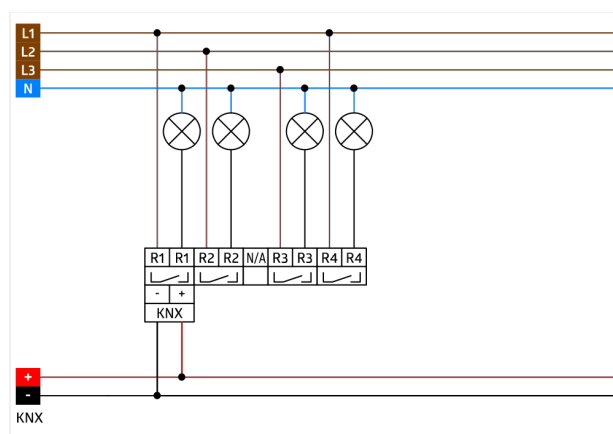 L1
L2
L3
N
R1 R1 R2 R2 N/A R3 R3 R4 R4
- +
KNX
+
-
KNX